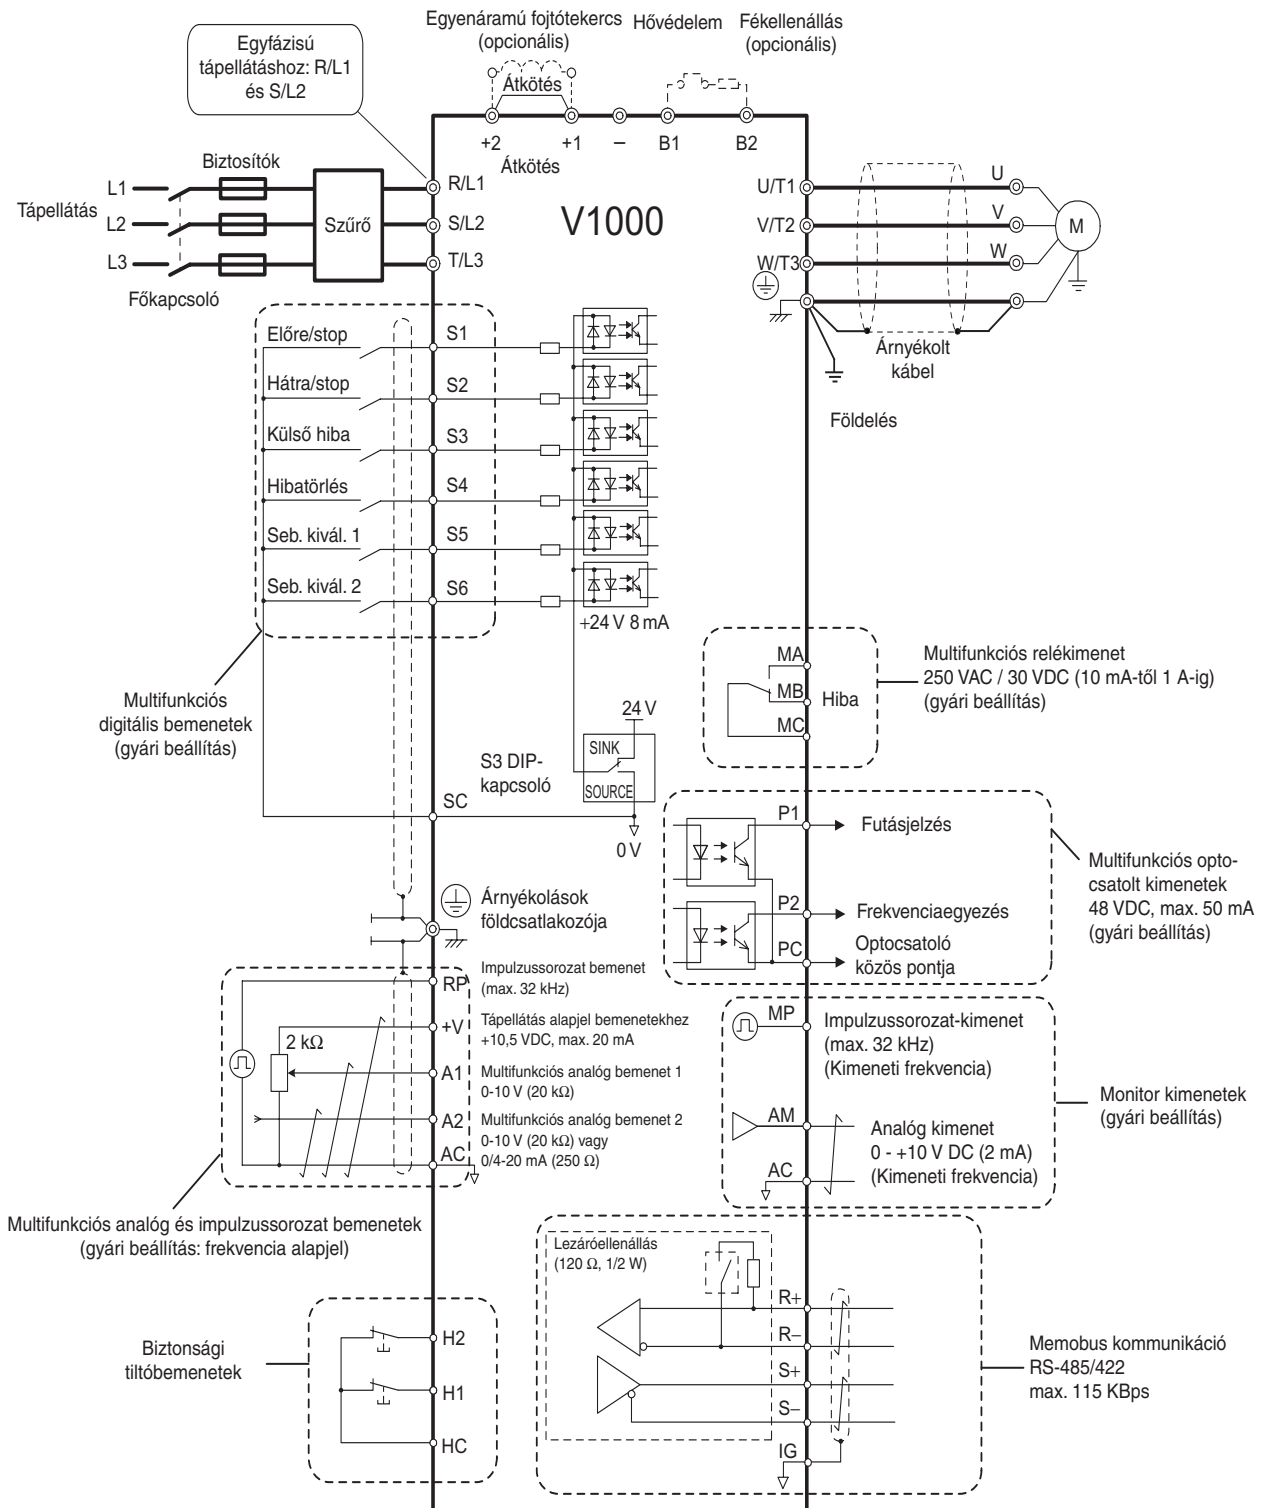 Egyenáramú fojtótekercs
(opcionális)
Hővédelem
Fékellenállás
(opcionális)
Egyfázisú
tápellátáshoz: R/L1
és S/L2
Átkötés
+2
+1
–
B1
B2
Átkötés
Biztosítók
Tápellátás
L1
L2
L3
Szűrő
Főkapcsoló
R/L1
S/L2
T/L3
V1000
U/T1
V/T2
W/T3
U
V
W
M
Árnyékolt
kábel
Földelés
Előre/stop
S1
Hátra/stop
S2
Külső hiba
S3
Hibatörlés
S4
Seb. kivál. 1
S5
Seb. kivál. 2
S6
+24 V 8 mA
Multifunkciós
digitális bemenetek
(gyári beállítás)
24 V
SINK
SOURCE
S3 DIP-
kapcsoló
SC
0 V
MA
MB
MC
Hiba
Multifunkciós relékimenet
250 VAC / 30 VDC (10 mA-től 1 A-ig)
(gyári beállítás)
P1
Futásjelzés
P2
Frekvenciaegyezés
PC
Optocsatoló
közös pontja
Multifunkciós opto-
csatolt kimenetek
48 VDC, max. 50 mA
(gyári beállítás)
Árnyékolások
földcsatlakozója
RP
Impulzussorozat bemenet
(max. 32 kHz)
+V
Tápellátás alapjel bemenetekhez
+10,5 VDC, max. 20 mA
2 kΩ
A1
Multifunkciós analóg bemenet 1
0-10 V (20 kΩ)
A2
Multifunkciós analóg bemenet 2
0-10 V (20 kΩ) vagy
0/4-20 mA (250 Ω)
AC
Multifunkciós analóg és impulzussorozat bemenetek
(gyári beállítás: frekvencia alapjel)
MP
Impulzussorozat-kimenet
(max. 32 kHz)
(Kimeneti frekvencia)
AM
Analóg kimenet
0 - +10 V DC (2 mA)
(Kimeneti frekvencia)
AC
Monitor kimenetek
(gyári beállítás)
Biztonsági
tiltóbemenetek
H2
H1
HC
Lezáróellenállás
(120 Ω, 1/2 W)
R+
R–
S+
S–
IG
Memobus kommunikáció
RS-485/422
max. 115 KBps